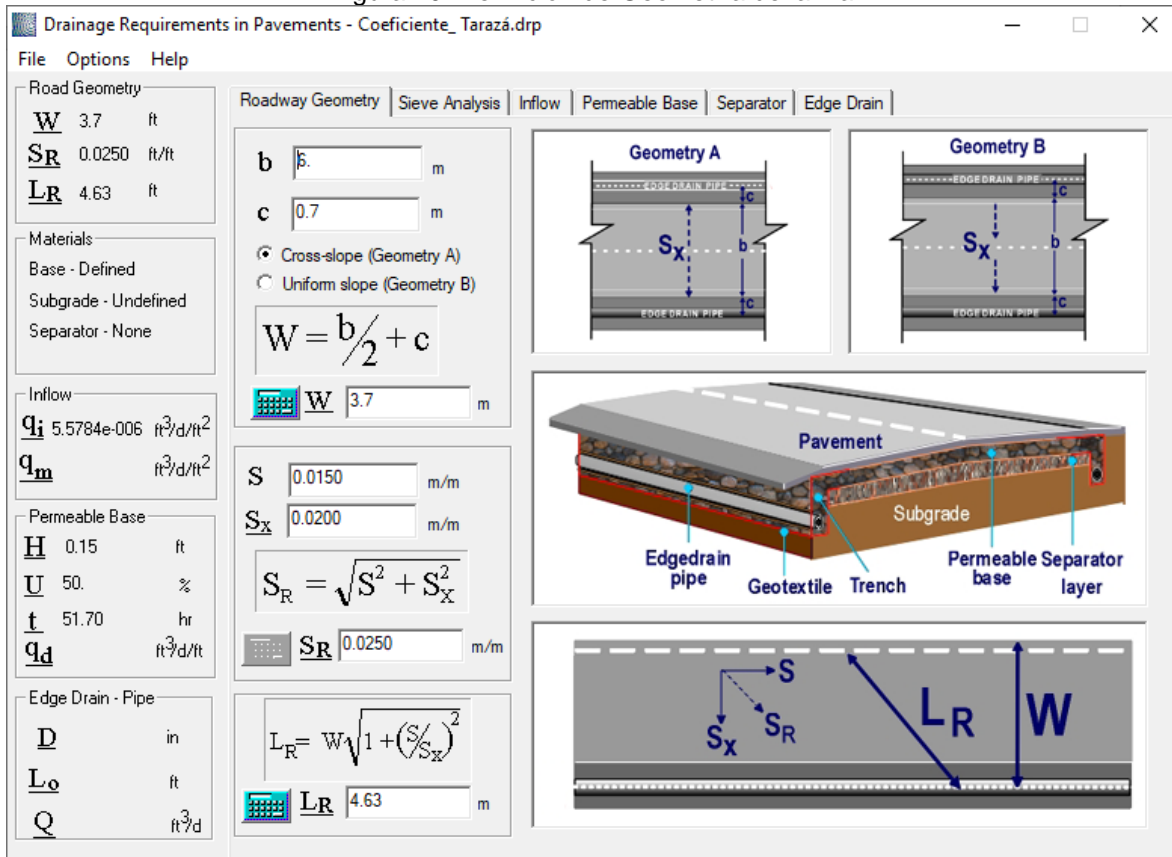 Drainage Requirements in Pavements - Coeficiente_ Tarazá.drp
File Options Help
Road Geometry
W 3.7 ft
SR 0.0250 ft/ft
LR 4.63 ft
Materials
Base - Defined
Subgrade - Undefined
Separator - None
Inflow
qi 5.5784e-006 ft³/d/ft²
qm ft³/d/ft²
Permeable Base
H 0.15 ft
U 50. %
t 51.70 hr
qd ft³/d/ft
Edge Drain - Pipe
D in
Lo ft
Q ft³/d
Roadway Geometry Sieve Analysis Inflow Permeable Base Separator Edge Drain
b 6. m
c 0.7 m
Cross-slope (Geometry A)
Uniform slope (Geometry B)
W = b/2 + c
W 3.7 m
S 0.0150 m/m
Sx 0.0200 m/m
SR = √S² + Sx²
SR 0.0250 m/m
LR = W√1 + (S/Sx)²
LR 4.63 m
Geometry A
EDGE DRAIN PIPE
c
Sx
b
c
EDGE DRAIN PIPE
Geometry B
EDGE DRAIN PIPE
c
Sx
b
c
EDGE DRAIN PIPE
Pavement
Subgrade
Edgedrain pipe
Geotextile
Trench
Permeable base
Separator layer
S
Sx
SR
LR
W